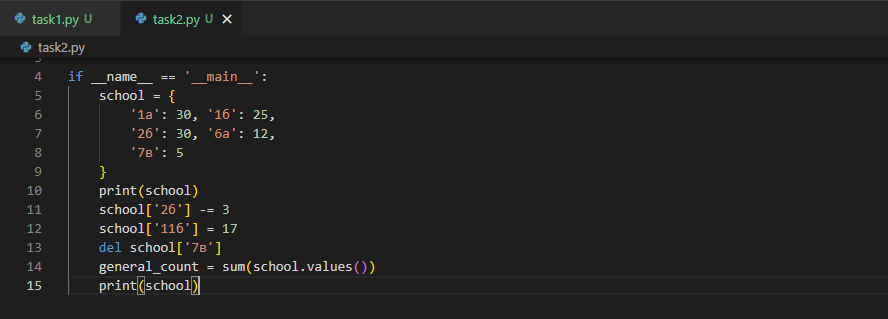 task1.py U task2.py U ×
task2.py
3
4 if __name__ == '__main__':
5 school = {
6 '1а': 30, '1б': 25,
7 '2б': 30, '6а': 12,
8 '7в': 5
9 }
10 print(school)
11 school['2б'] -= 3
12 school['11б'] = 17
13 del school['7в']
14 general_count = sum(school.values())
15 print(school)